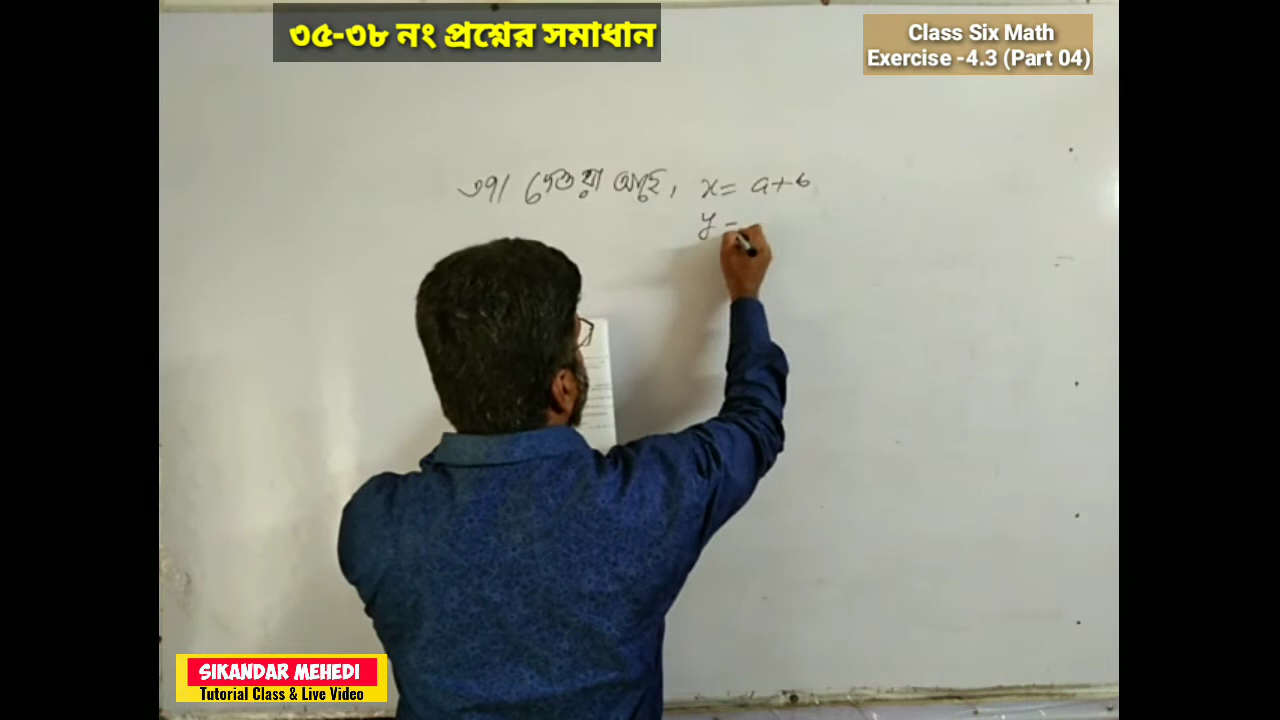 ৩৫-৩৮ নং প্রশ্নের সমাধান
Class Six Math
Exercise -4.3 (Part 04)
৩৭। দেওয়া আছে, x = a+b
y =
SIKANDAR MEHEDI
Tutorial Class & Live Video